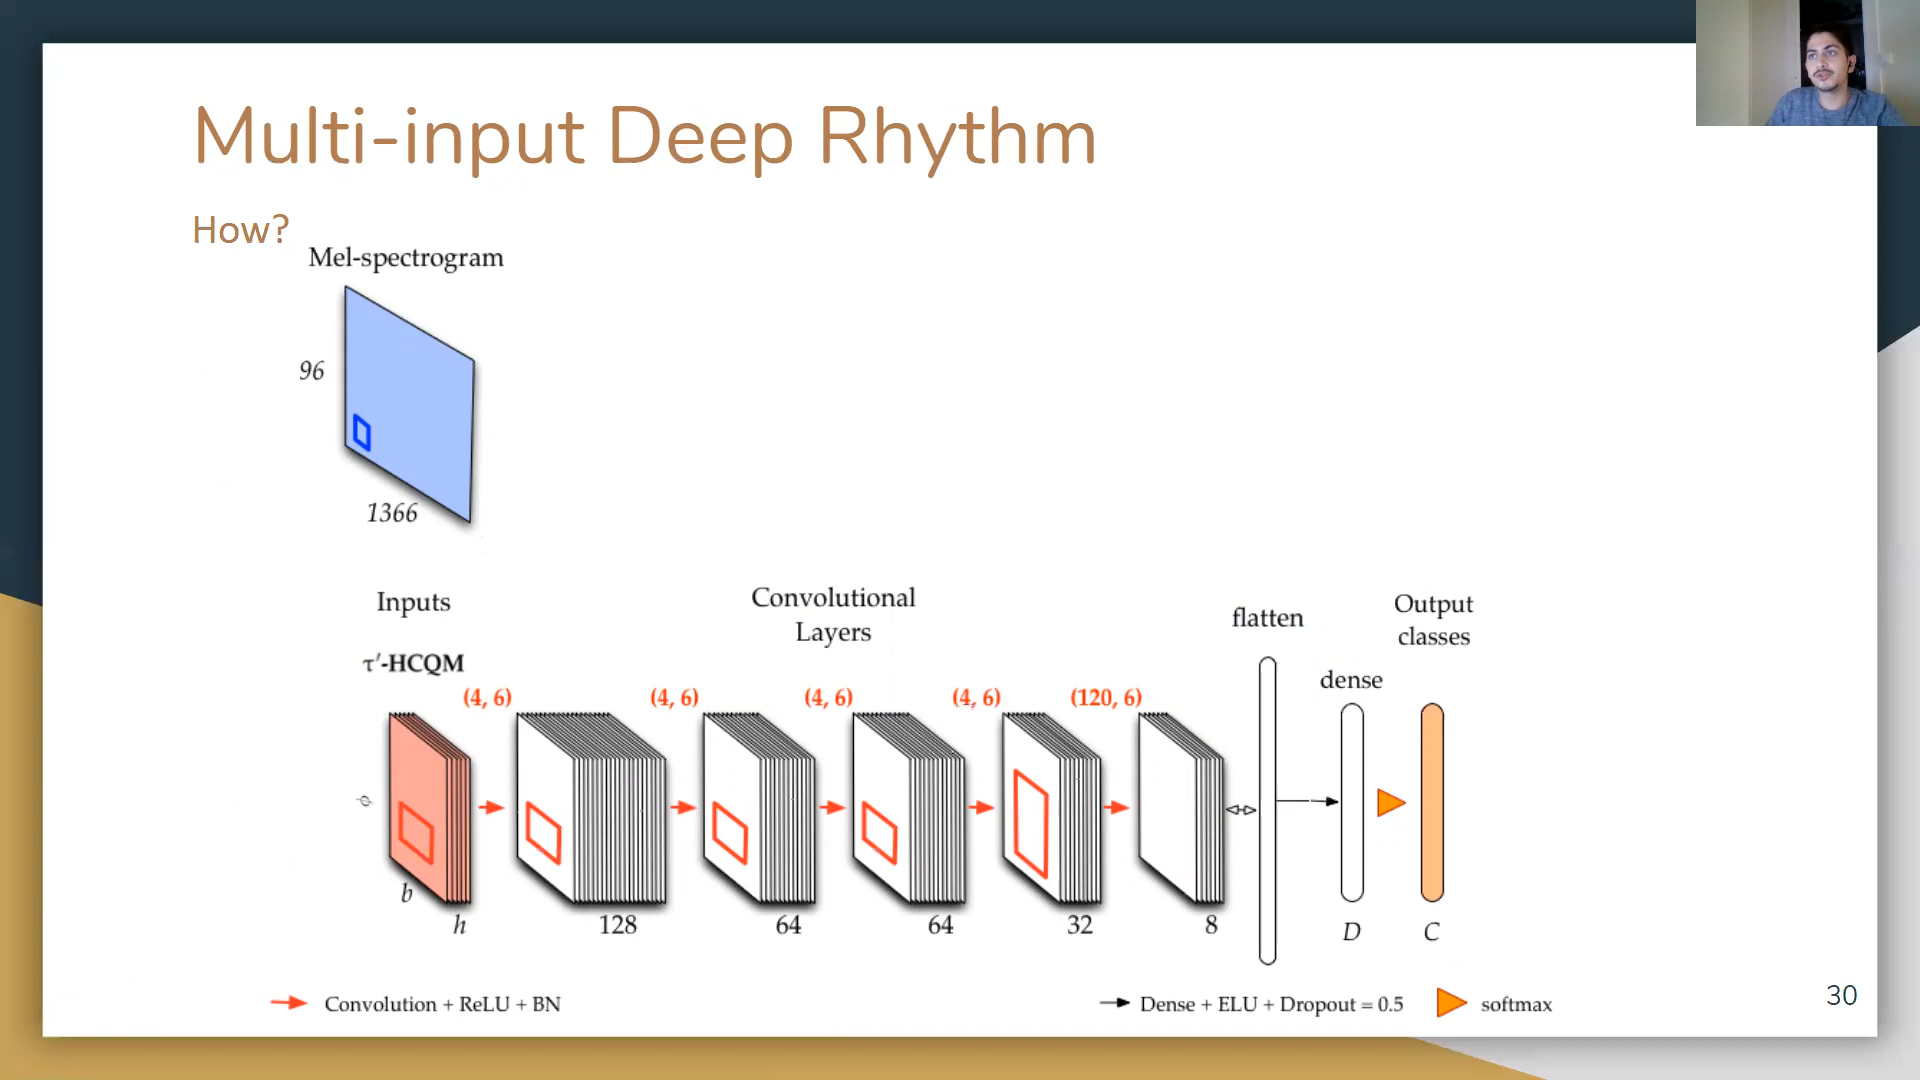 Multi-input Deep Rhythm
How?
Mel-spectrogram
96
1366
Inputs
Convolutional
Layers
flatten
Output
classes
τ′-HCQM
dense
(4, 6) (4, 6) (4, 6) (4, 6) (120, 6)
ϕ
b
h
128
64
64
32
8
D
C
Convolution + ReLU + BN
Dense + ELU + Dropout = 0.5
softmax
30